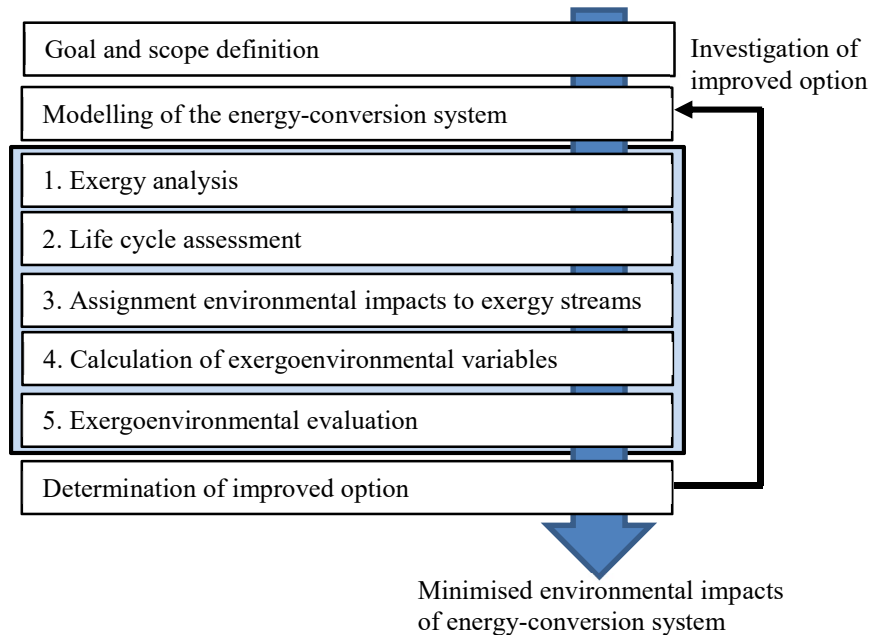 Goal and scope definition
Investigation of
improved option
Modelling of the energy-conversion system
1. Exergy analysis
2. Life cycle assessment
3. Assignment environmental impacts to exergy streams
4. Calculation of exergoenvironmental variables
5. Exergoenvironmental evaluation
Determination of improved option
Minimised environmental impacts
of energy-conversion system